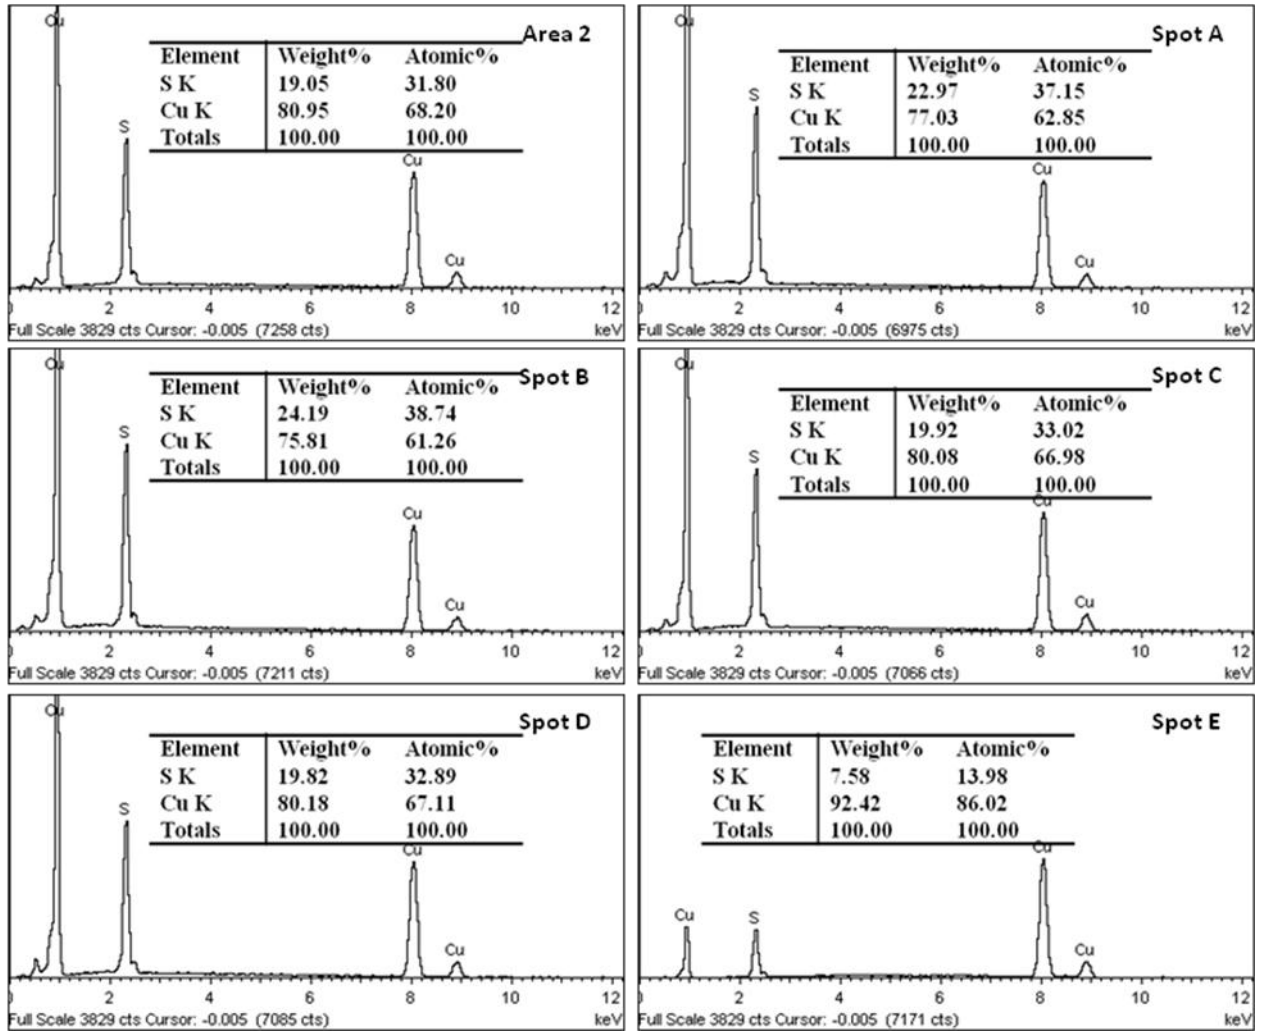 Area 2
Cu
Element Weight% Atomic%
S K 19.05 31.80
Cu K 80.95 68.20
Totals 100.00 100.00
S
Cu
Cu
0 2 4 6 8 10 12
Full Scale 3829 cts Cursor: -0.005 (7258 cts) keV
Spot A
Cu
Element Weight% Atomic%
S K 22.97 37.15
Cu K 77.03 62.85
Totals 100.00 100.00
S
Cu
Cu
2 4 6 8 10 12
Full Scale 3829 cts Cursor: -0.005 (6975 cts) keV
Spot B
Cu
Element Weight% Atomic%
S K 24.19 38.74
Cu K 75.81 61.26
Totals 100.00 100.00
S
Cu
Cu
0 2 4 6 8 10 12
Full Scale 3829 cts Cursor: -0.005 (7211 cts) keV
Spot C
Cu
Element Weight% Atomic%
S K 19.92 33.02
Cu K 80.08 66.98
Totals 100.00 100.00
S
Cu
Cu
2 4 6 8 10 12
Full Scale 3829 cts Cursor: -0.005 (7066 cts) keV
Spot D
Cu
Element Weight% Atomic%
S K 19.82 32.89
Cu K 80.18 67.11
Totals 100.00 100.00
S
Cu
Cu
0 2 4 6 8 10 12
Full Scale 3829 cts Cursor: -0.005 (7085 cts) keV
Spot E
Element Weight% Atomic%
S K 7.58 13.98
Cu K 92.42 86.02
Totals 100.00 100.00
Cu
Cu
S
Cu
2 4 6 8 10 12
Full Scale 3829 cts Cursor: -0.005 (7171 cts) keV